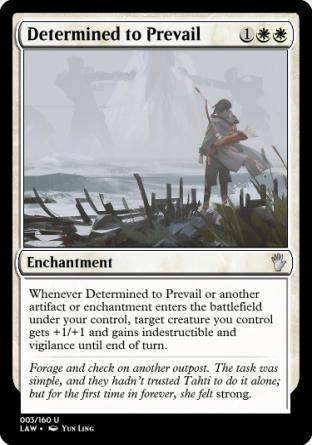 Determined to Prevail 1
Enchantment
Whenever Determined to Prevail or another
artifact or enchantment enters the battlefield
under your control, target creature you control
gets +1/+1 and gains indestructible and
vigilance until end of turn.
Forage and check on another outpost. The task was
simple, and they hadn't trusted Tahti to do it alone;
but for the first time in forever, she felt strong.
003/160 U
LAW • Yun Ling